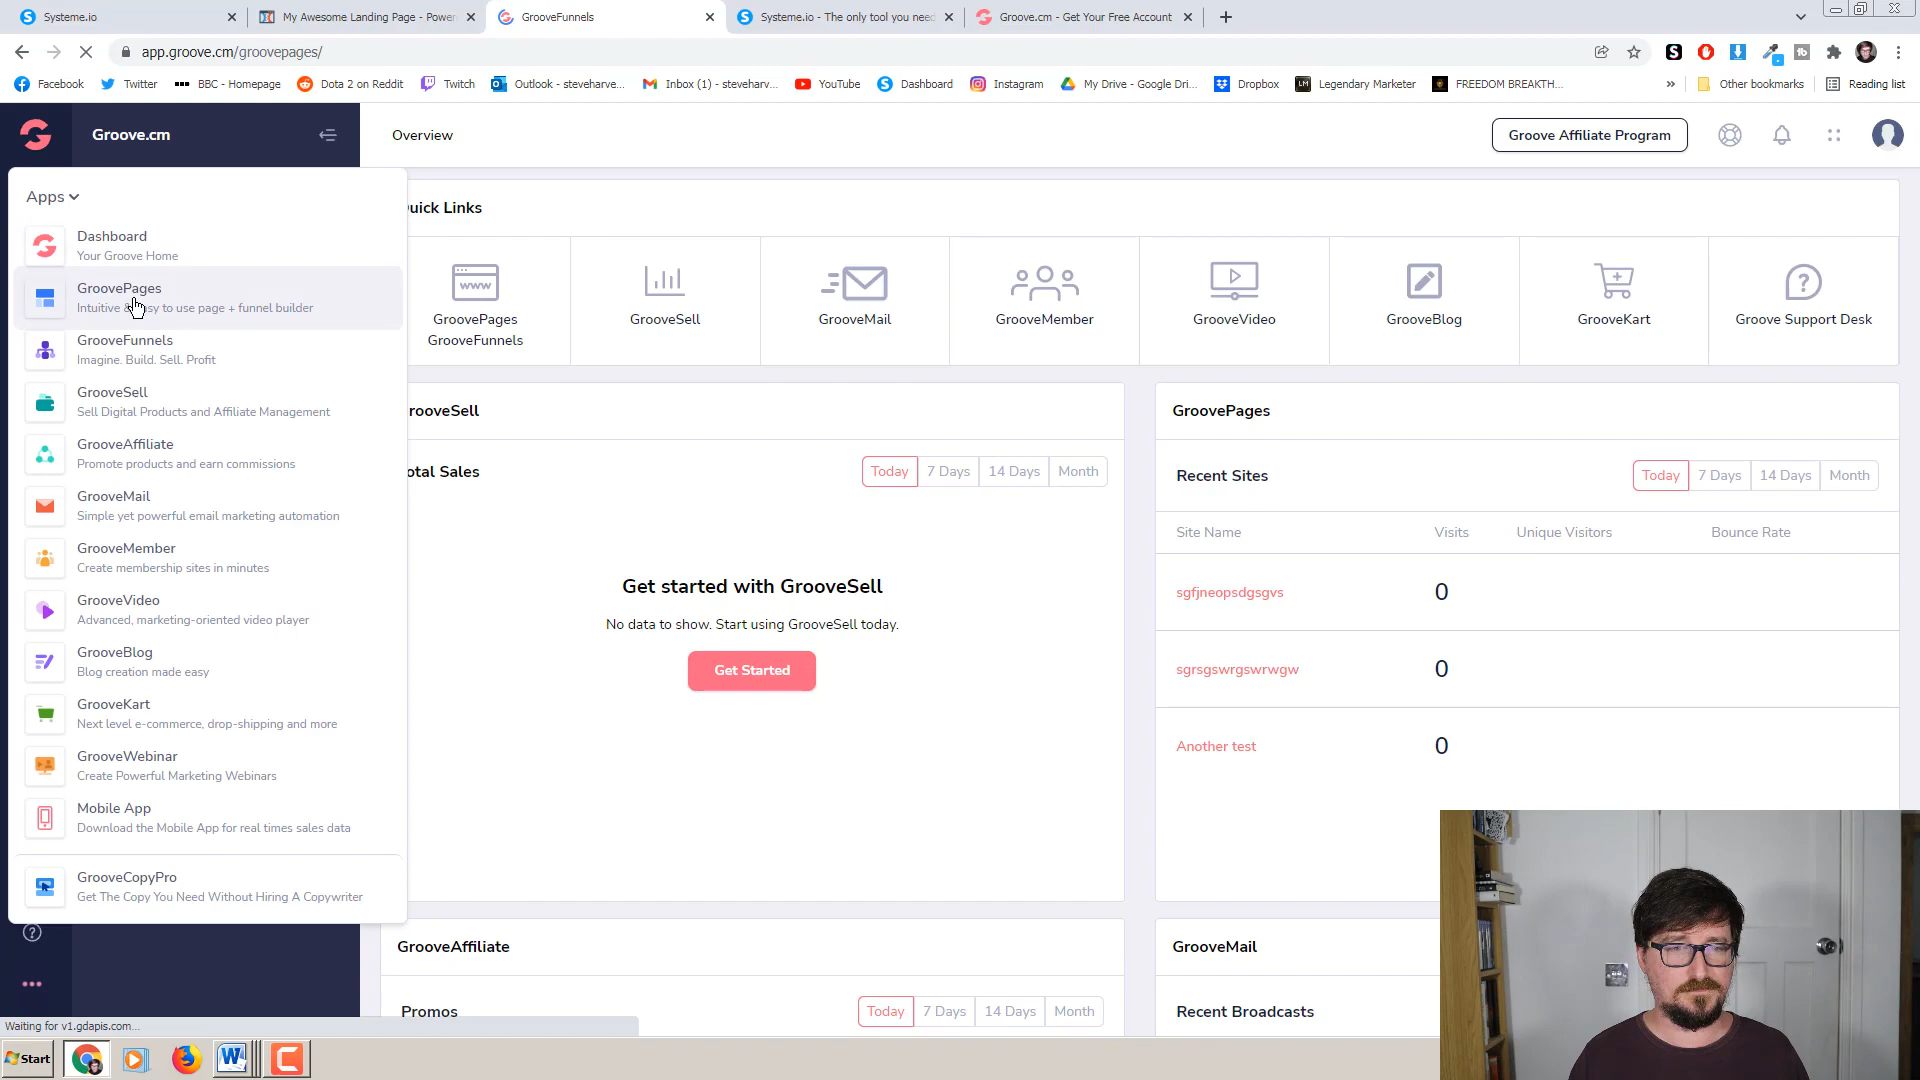 Systeme.io
My Awesome Landing Page - Power
GrooveFunnels
Systeme.io - The only tool you need
Groove.cm - Get Your Free Account
app.groove.cm/groovepages/
Facebook
Twitter
BBC - Homepage
Dota 2 on Reddit
Twitch
Outlook - steveharve...
Inbox (1) - steveharv...
YouTube
Dashboard
Instagram
My Drive - Google Dri...
Dropbox
Legendary Marketer
FREEDOM BREAKTH...
Other bookmarks
Reading list
Groove.cm
Overview
Groove Affiliate Program
Apps
Dashboard
Your Groove Home
GroovePages
Intuitive & easy to use page + funnel builder
GrooveFunnels
Imagine. Build. Sell. Profit
GrooveSell
Sell Digital Products and Affiliate Management
GrooveAffiliate
Promote products and earn commissions
GrooveMail
Simple yet powerful email marketing automation
GrooveMember
Create membership sites in minutes
GrooveVideo
Advanced, marketing-oriented video player
GrooveBlog
Blog creation made easy
GrooveKart
Next level e-commerce, drop-shipping and more
GrooveWebinar
Create Powerful Marketing Webinars
Mobile App
Download the Mobile App for real times sales data
GrooveCopyPro
Get The Copy You Need Without Hiring A Copywriter
uick Links
GroovePages
GrooveFunnels
GrooveSell
GrooveMail
GrooveMember
GrooveVideo
GrooveBlog
GrooveKart
Groove Support Desk
rooveSell
otal Sales
Today 7 Days 14 Days Month
Get started with GrooveSell
No data to show. Start using GrooveSell today.
Get Started
GroovePages
Recent Sites
Today 7 Days 14 Days Month
Site Name Visits Unique Visitors Bounce Rate
sgfjneopsdgsgvs 0
sgrsgswrgswrwgw 0
Another test 0
GrooveAffiliate
Promos
Today 7 Days 14 Days Month
GrooveMail
Recent Broadcasts
Waiting for v1.gdapis.com...
Start